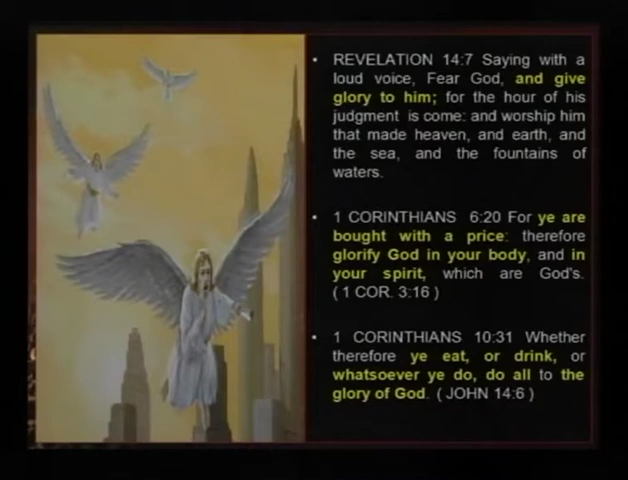 • REVELATION 14:7 Saying with a
loud voice, Fear God, and give
glory to him; for the hour of his
judgment is come: and worship him
that made heaven, and earth, and
the sea, and the fountains of
waters.
• 1 CORINTHIANS 6:20 For ye are
bought with a price: therefore
glorify God in your body, and in
your spirit, which are God's.
( 1 COR. 3:16 )
• 1 CORINTHIANS 10:31 Whether
therefore ye eat, or drink, or
whatsoever ye do, do all to the
glory of God. ( JOHN 14:6 )